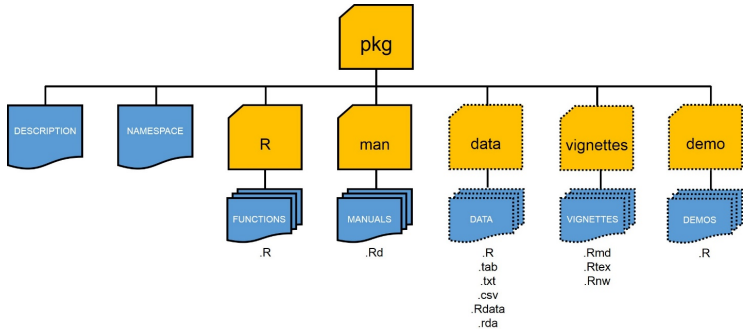 pkg
DESCRIPTION
NAMESPACE
R
man
data
vignettes
demo
FUNCTIONS
MANUALS
DATA
VIGNETTES
DEMOS
.R
.Rd
.R
.tab
.txt
.csv
.Rdata
.rda
.Rmd
.Rtex
.Rnw
.R